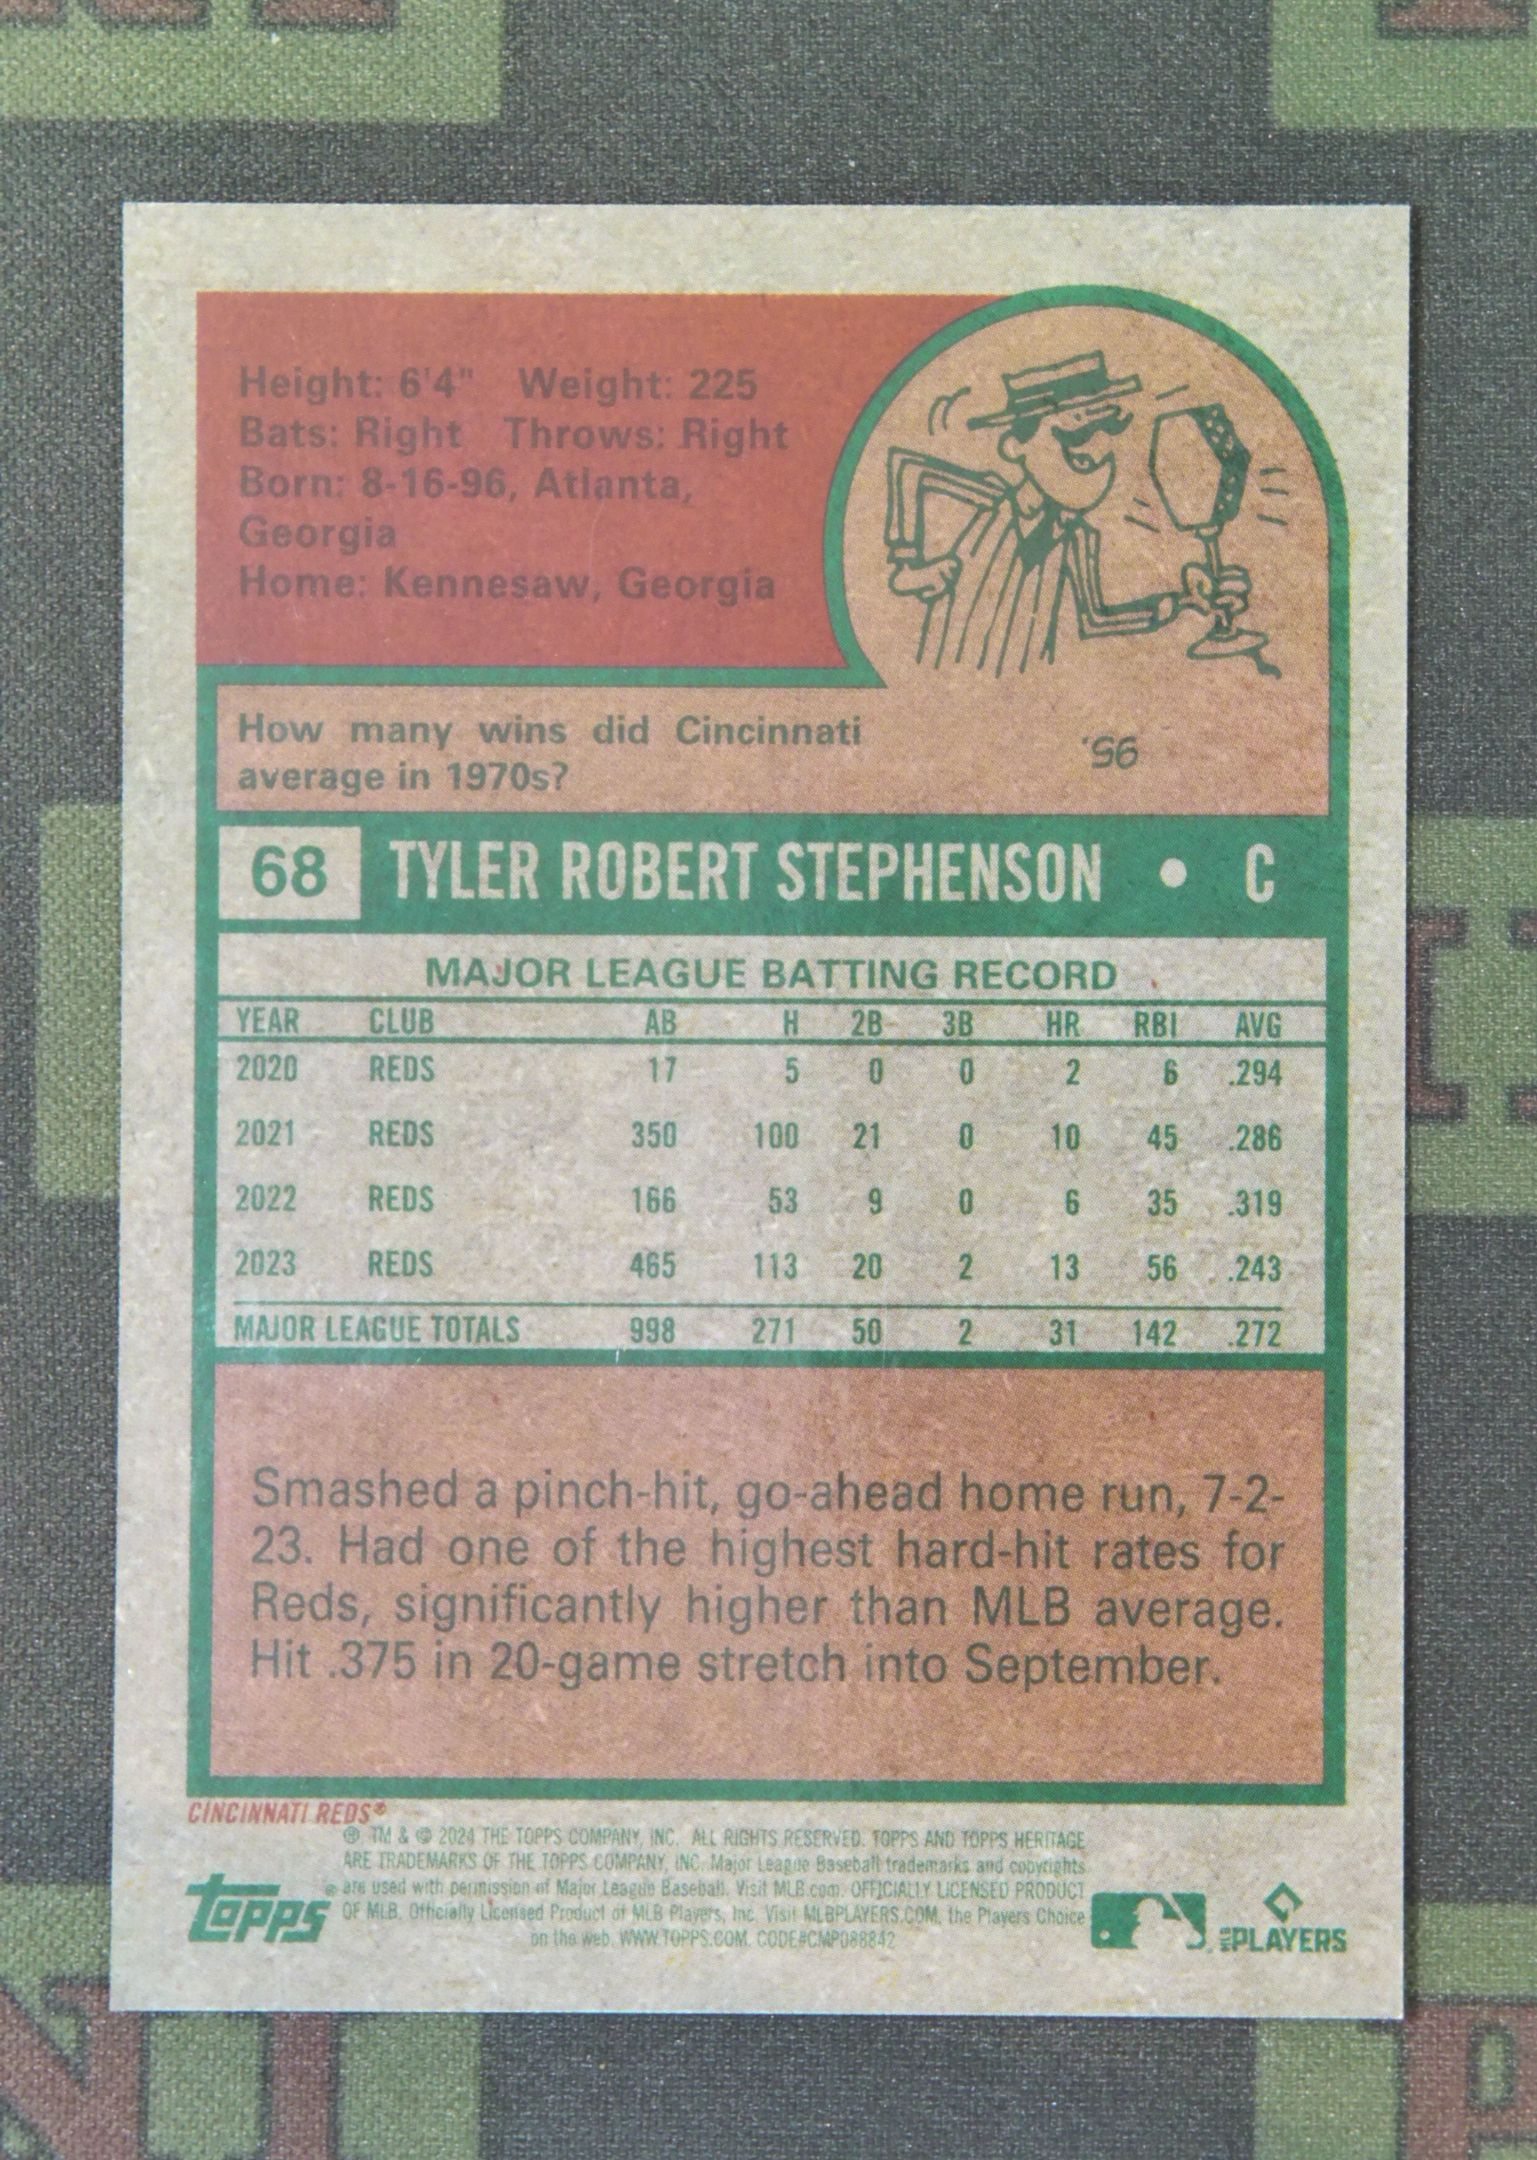 Height: 6'4" Weight: 225
Bats: Right Throws: Right
Born: 8-16-96, Atlanta,
Georgia
Home: Kennesaw, Georgia
How many wins did Cincinnati
average in 1970s?
95.
68 TYLER ROBERT STEPHENSON • C
MAJOR LEAGUE BATTING RECORD
YEAR CLUB AB H 2B 3B HR RBI AVG
2020 REDS 17 5 0 0 2 6 .294
2021 REDS 350 100 21 0 10 45 .286
2022 REDS 166 53 9 0 6 35 .319
2023 REDS 465 113 20 2 13 56 .243
MAJOR LEAGUE TOTALS 998 271 50 2 31 142 .272
Smashed a pinch-hit, go-ahead home run, 7-2-
23. Had one of the highest hard-hit rates for
Reds, significantly higher than MLB average.
Hit .375 in 20-game stretch into September.
CINCINNATI REDS®
® TM & © 2024 THE TOPPS COMPANY, INC. ALL RIGHTS RESERVED. TOPPS AND TOPPS HERITAGE
ARE TRADEMARKS OF THE TOPPS COMPANY, INC. Major League Baseball trademarks and copyrights
are used with permission of Major League Baseball. Visit MLB.com. OFFICIALLY LICENSED PRODUCT
OF MLB. Officially Licensed Product of MLB Players, Inc. Visit MLBPLAYERS.COM, the Players Choice
on the web. WWW.TOPPS.COM. CODE#CMP088842
topps®
MLB PLAYERS